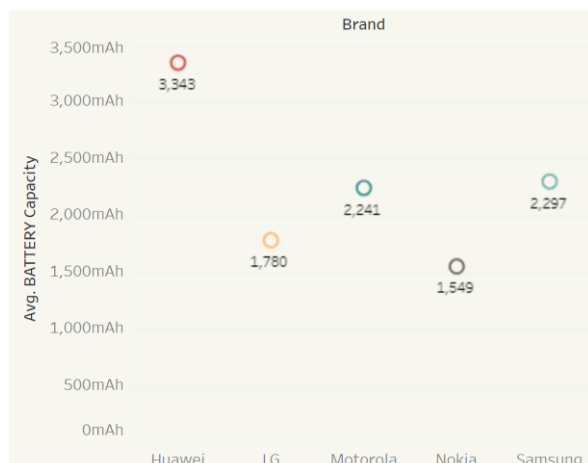 Brand
3,500mAh
3,000mAh
2,500mAh
2,000mAh
1,500mAh
1,000mAh
500mAh
0mAh
Avg. BATTERY Capacity
3,343
1,780
2,241
1,549
2,297
Huawei LG Motorola Nokia Samsung